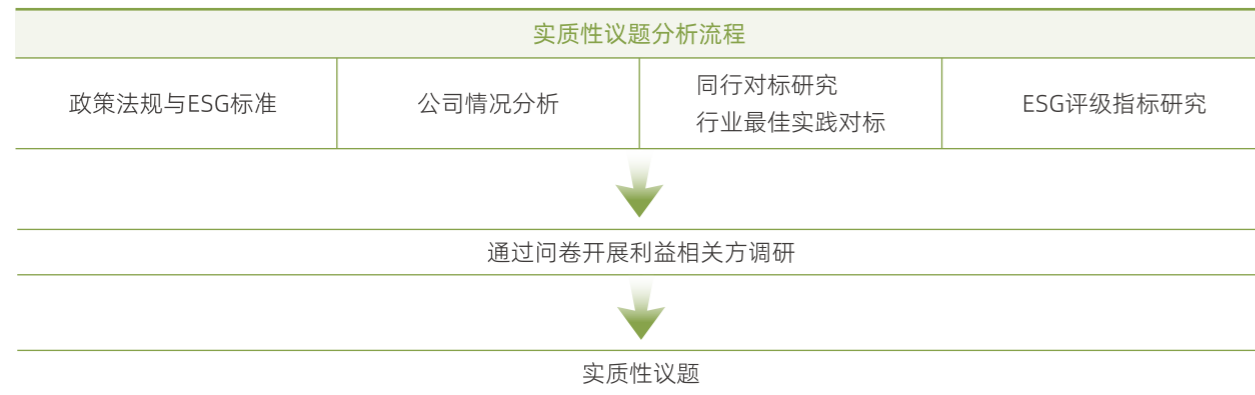 实质性议题分析流程
政策法规与ESG标准
公司情况分析
同行对标研究
行业最佳实践对标
ESG评级指标研究
通过问卷开展利益相关方调研
实质性议题